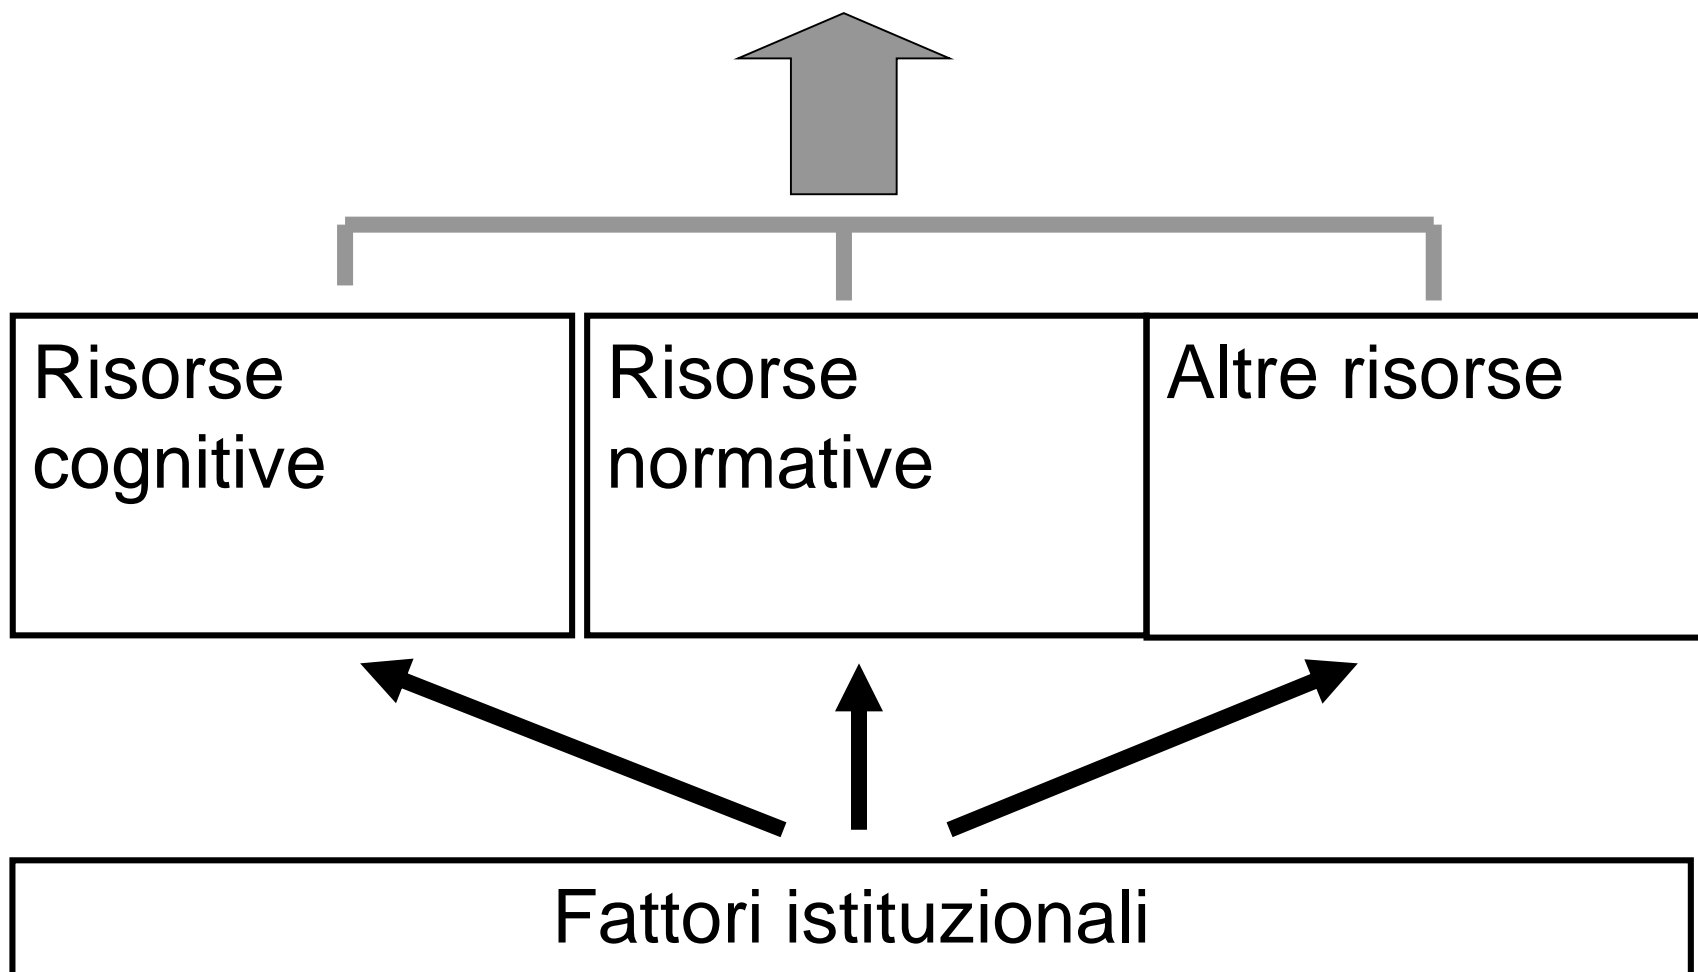 Risorse
cognitive
Risorse
normative
Altre risorse
Fattori istituzionali